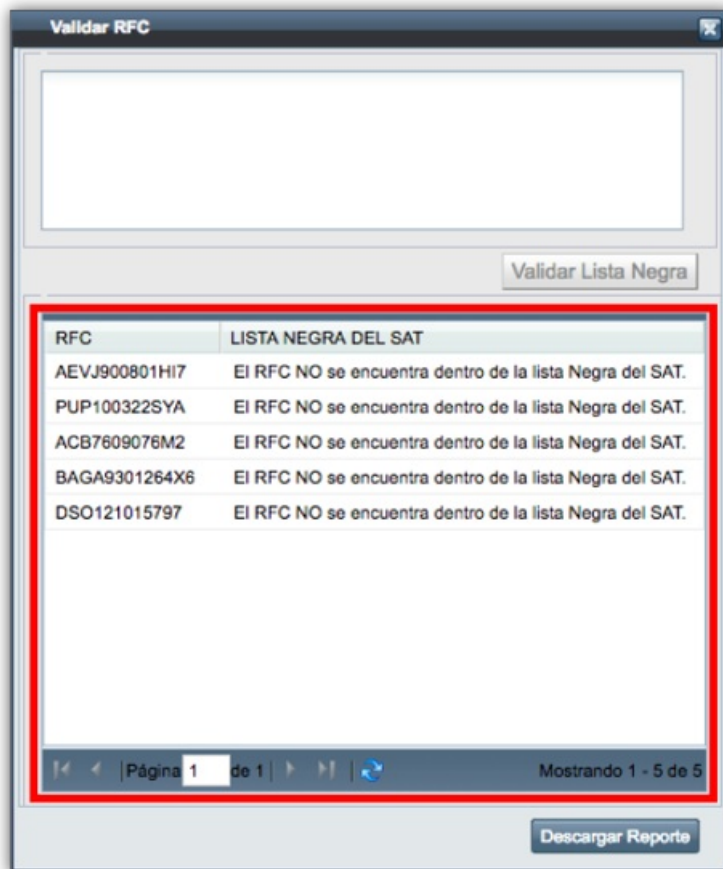 Validar RFC
Validar Lista Negra
RFC LISTA NEGRA DEL SAT
AEVJ900801HI7 El RFC NO se encuentra dentro de la lista Negra del SAT.
PUP100322SYA El RFC NO se encuentra dentro de la lista Negra del SAT.
ACB7609076M2 El RFC NO se encuentra dentro de la lista Negra del SAT.
BAGA9301264X6 El RFC NO se encuentra dentro de la lista Negra del SAT.
DSO121015797 El RFC NO se encuentra dentro de la lista Negra del SAT.
Página 1 de 1 Mostrando 1 - 5 de 5
Descargar Reporte